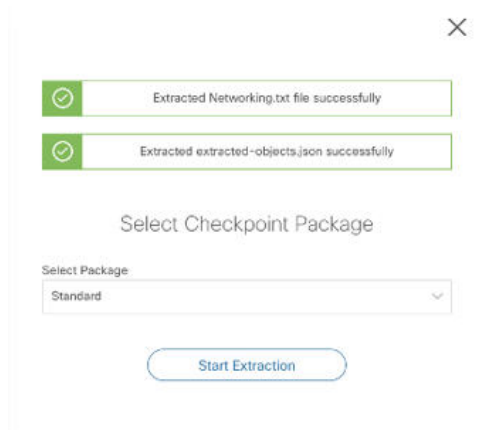 Extracted Networking.txt file successfully
Extracted extracted-objects.json successfully
Select Checkpoint Package
Select Package
Standard
Start Extraction